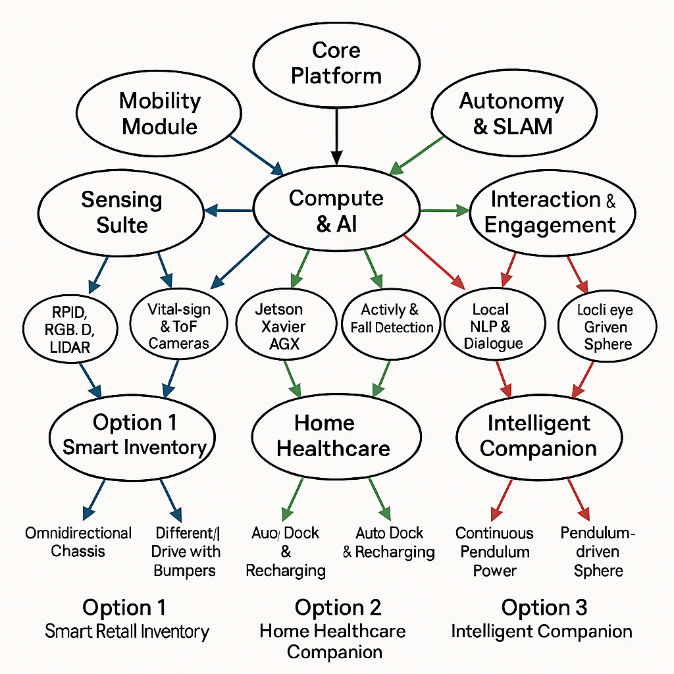 Core
Platform
Mobility
Module
Autonomy
& SLAM
Sensing
Sulte
Compute
& AI
Interaction &
Engagement
RPID,
RGB. D,
LIDAR
Vital-sign
& ToF
Cameras
Jetson
Xavier
AGX
Activly &
Fall Detection
Local
NLP &
Dialogue
Locli eye
Griven
Sphere
Option 1
Smart Inventory
Home
Healthcare
Intelligent
Companion
Omnidirectional
Chassis
Different/|
Drive with
Bumpers
Auo/ Dock
&
Recharging
Auto Dock
& Recharging
Continuous
Pendulum
Power
Pendulum-
driven
Sphere
Option 1
Smart Retail Inventory
Option 2
Home Healthcare
Companion
Option 3
Intelligent Companion